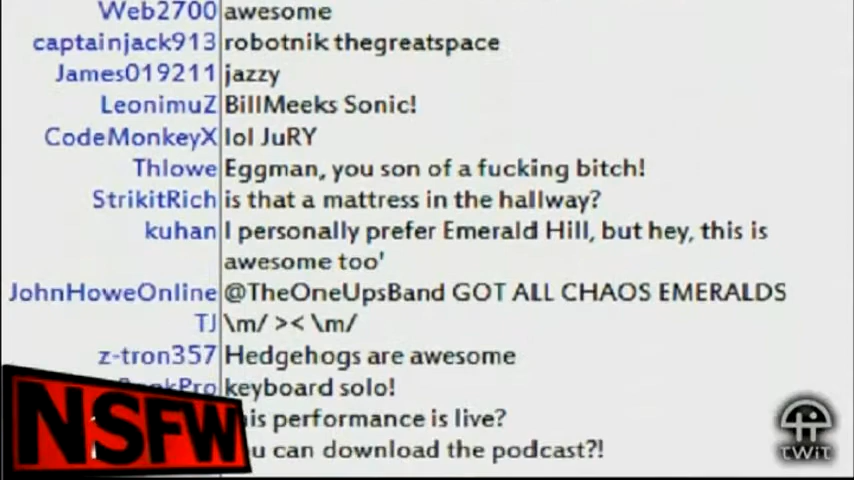 Web2700 awesome
captainjack913 robotnik thegreatspace
James019211 jazzy
LeonimuZ BillMeeks Sonic!
CodeMonkeyX lol JuRY
Thlowe Eggman, you son of a fucking bitch!
StrikitRich is that a mattress in the hallway?
kuhan I personally prefer Emerald Hill, but hey, this is
awesome too'
JohnHoweOnline @TheOneUpsBand GOT ALL CHAOS EMERALDS
TJ \m/ >< \m/
z-tron357 Hedgehogs are awesome
keyboard solo!
performance is live?
can download the podcast?!
NSFW
TWiT